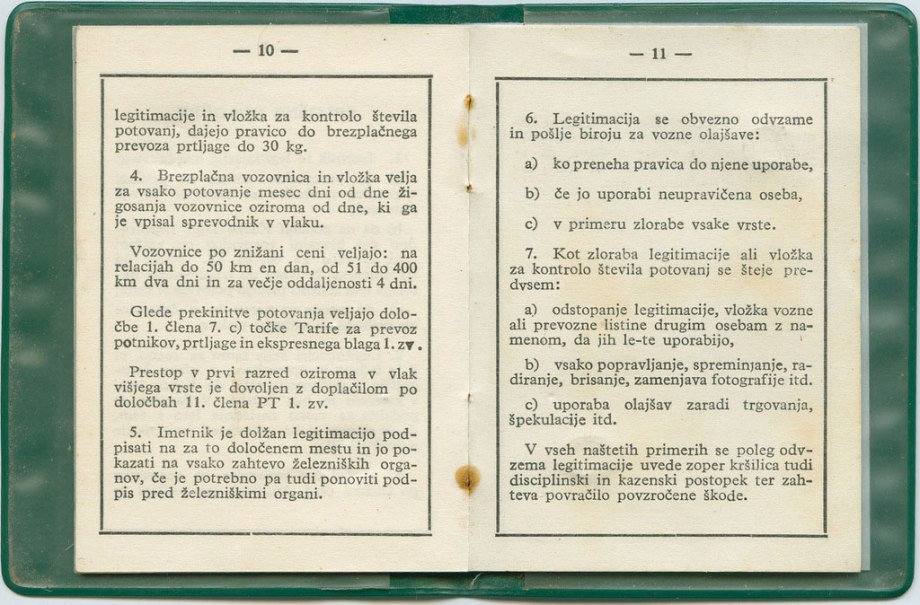 — 10 —
legitimacije in vložka za kontrolo števila
potovanj, dajejo pravico do brezplačnega
prevoza prtljage do 30 kg.
4. Brezplačna vozovnica in vložka velja
za vsako potovanje mesec dni od dne ži-
gosanja vozovnice oziroma od dne, ki ga
je vpisal sprevodnik v vlaku.
Vozovnice po znižani ceni veljajo: na
relacijah do 50 km en dan, od 51 do 400
km dva dni in za večje oddaljenosti 4 dni.
Glede prekinitve potovanja veljajo dolo-
čbe 1. člena 7. c) točke Tarife za prevoz
potnikov, prtljage in ekspresnega blaga 1. zv.
Prestop v prvi razred oziroma v vlak
višjega vrste je dovoljen z doplačilom po
določbah 11. člena PT 1. zv.
5. Imetnik je dolžan legitimacijo pod-
pisati na za to določenem mestu in jo po-
kazati na vsako zahtevo železniških orga-
nov, če je potrebno pa tudi ponoviti pod-
pis pred železniškimi organi.
— 11 —
6. Legitimacija se obvezno odvzame
in pošlje biroju za vozne olajšave:
a) ko preneha pravica do njene uporabe,
b) če jo uporabi neupravičena oseba,
c) v primeru zlorabe vsake vrste.
7. Kot zloraba legitimacije ali vložka
za kontrolo števila potovanj se šteje pre-
dvsem:
a) odstopanje legitimacije, vložka vozne
ali prevozne listine drugim osebam z na-
menom, da jih le-te uporabijo,
b) vsako popravljanje, spreminjanje, ra-
diranje, brisanje, zamenjava fotografije itd.
c) uporaba olajšav zaradi trgovanja,
špekulacije itd.
V vseh naštetih primerih se poleg odv-
zema legitimacije uvede zoper kršilica tudi
disciplinski in kazenski postopek ter zah-
teva povračilo povzročene škode.